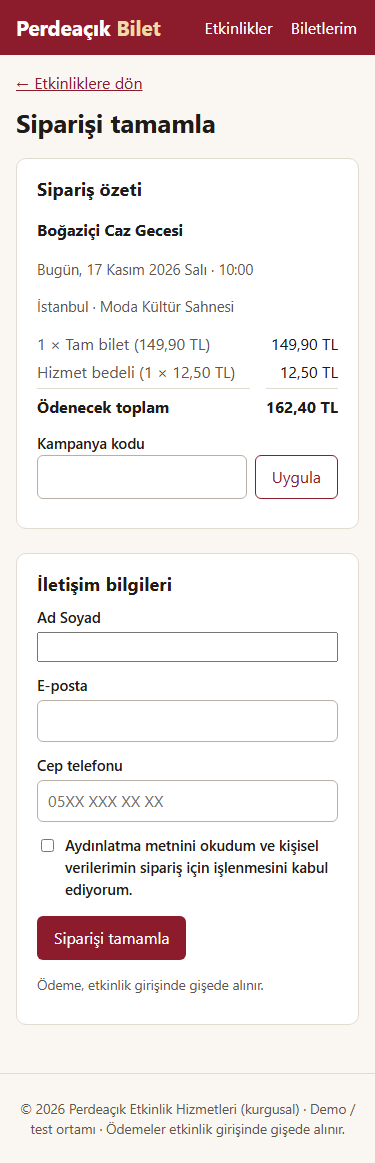 Perdeaçık Bilet
Etkinlikler
Biletlerim
← Etkinliklere dön
Siparişi tamamla
Sipariş özeti
Boğaziçi Caz Gecesi
Bugün, 17 Kasım 2026 Salı · 10:00
İstanbul · Moda Kültür Sahnesi
1 × Tam bilet (149,90 TL) 149,90 TL
Hizmet bedeli (1 × 12,50 TL) 12,50 TL
Ödenecek toplam 162,40 TL
Kampanya kodu
Uygula
İletişim bilgileri
Ad Soyad
E-posta
Cep telefonu
05XX XXX XX XX
Aydınlatma metnini okudum ve kişisel
verilerimin sipariş için işlenmesini kabul
ediyorum.
Siparişi tamamla
Ödeme, etkinlik girişinde gişede alınır.
© 2026 Perdeaçık Etkinlik Hizmetleri (kurgusal) · Demo /
test ortamı · Ödemeler etkinlik girişinde gişede alınır.